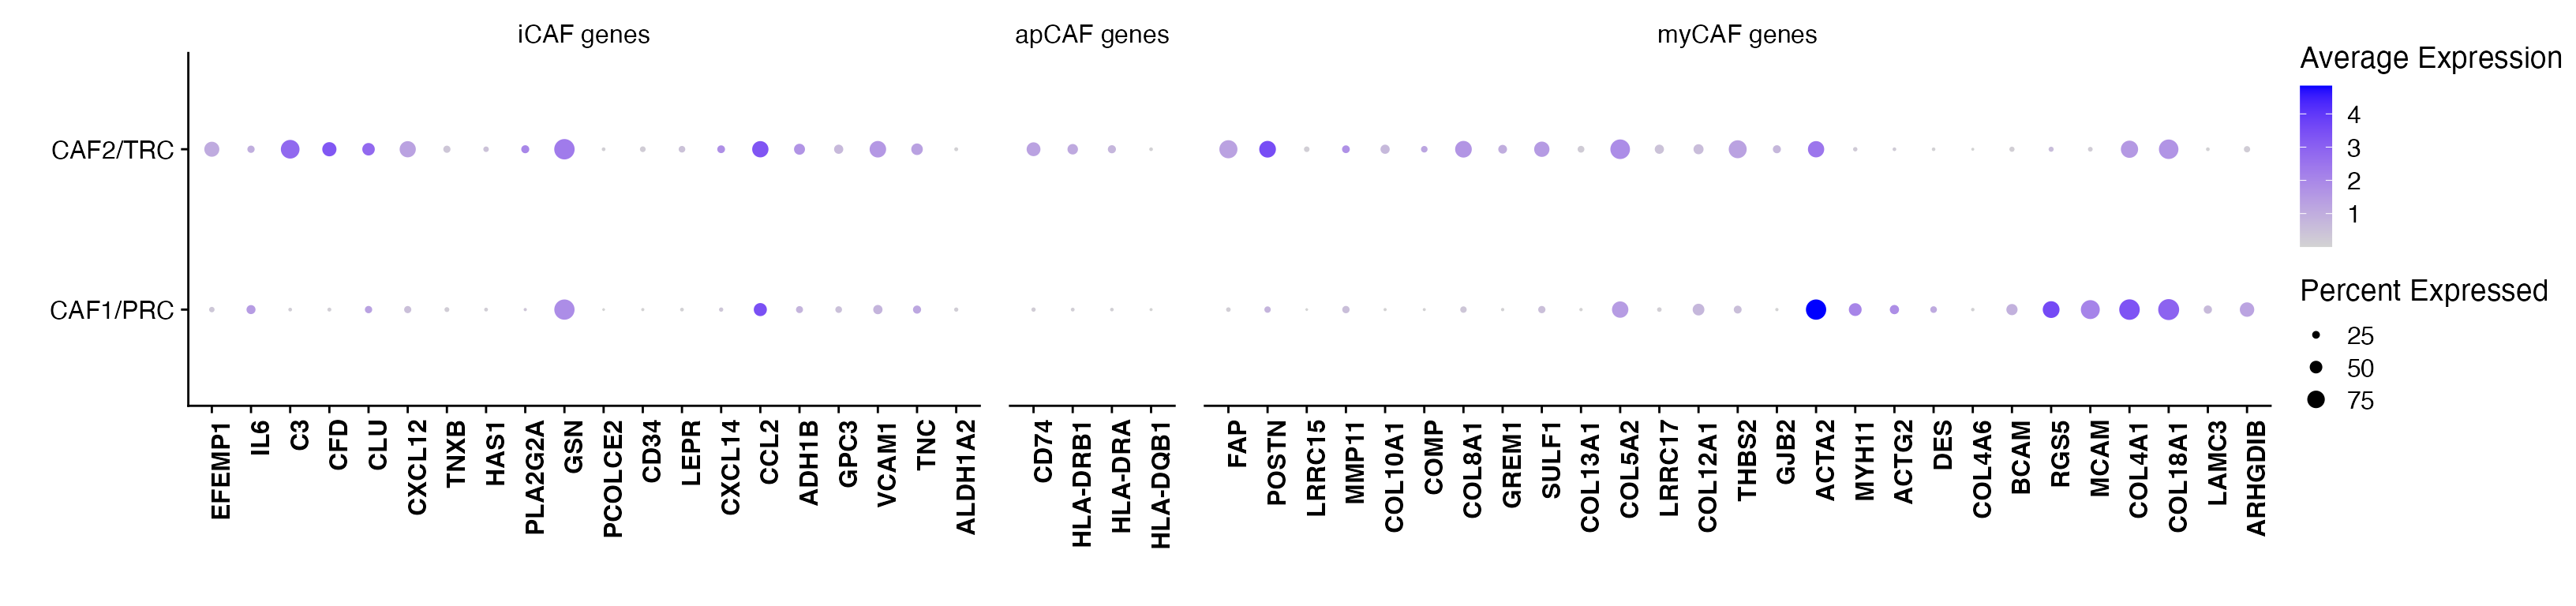 iCAF genes
apCAF genes
myCAF genes
CAF2/TRC
CAF1/PRC
EFEMP1
IL6
C3
CFD
CLU
CXCL12
TNXB
HAS1
PLA2G2A
GSN
PCOLCE2
CD34
LEPR
CXCL14
CCL2
ADH1B
GPC3
VCAM1
TNC
ALDH1A2
CD74
HLA-DRB1
HLA-DRA
HLA-DQB1
FAP
POSTN
LRRC15
MMP11
COL10A1
COMP
COL8A1
GREM1
SULF1
COL13A1
COL5A2
LRRC17
COL12A1
THBS2
GJB2
ACTA2
MYH11
ACTG2
DES
COL4A6
BCAM
RGS5
MCAM
COL4A1
COL18A1
LAMC3
ARHGDIB
Average Expression
4
3
2
1
Percent Expressed
25
50
75